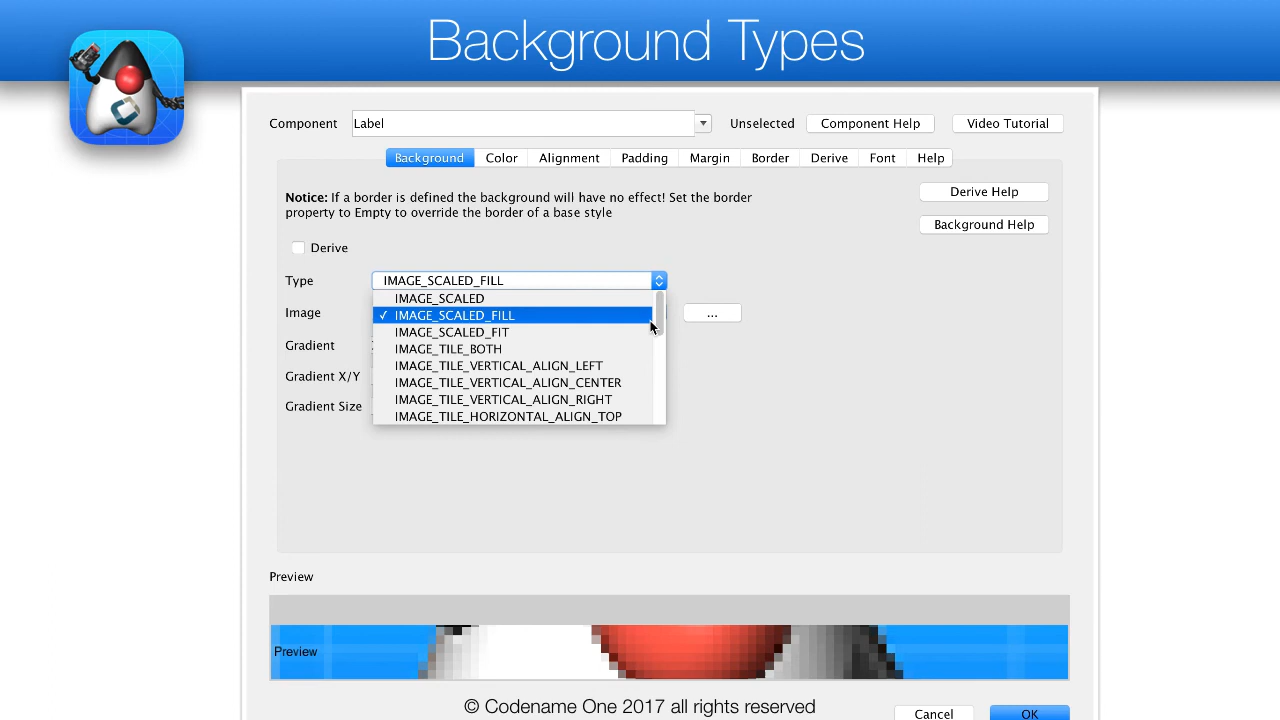 Background Types
Component Label Unselected Component Help Video Tutorial
Background Color Alignment Padding Margin Border Derive Font Help
Notice: If a border is defined the background will have no effect! Set the border
property to Empty to override the border of a base style
Derive Help
Background Help
Derive
Type IMAGE_SCALED_FILL
IMAGE_SCALED
Image ✓ IMAGE_SCALED_FILL ...
IMAGE_SCALED_FIT
Gradient IMAGE_TILE_BOTH
IMAGE_TILE_VERTICAL_ALIGN_LEFT
Gradient X/Y IMAGE_TILE_VERTICAL_ALIGN_CENTER
Gradient Size IMAGE_TILE_VERTICAL_ALIGN_RIGHT
IMAGE_TILE_HORIZONTAL_ALIGN_TOP
Preview
Preview
© Codename One 2017 all rights reserved
Cancel OK